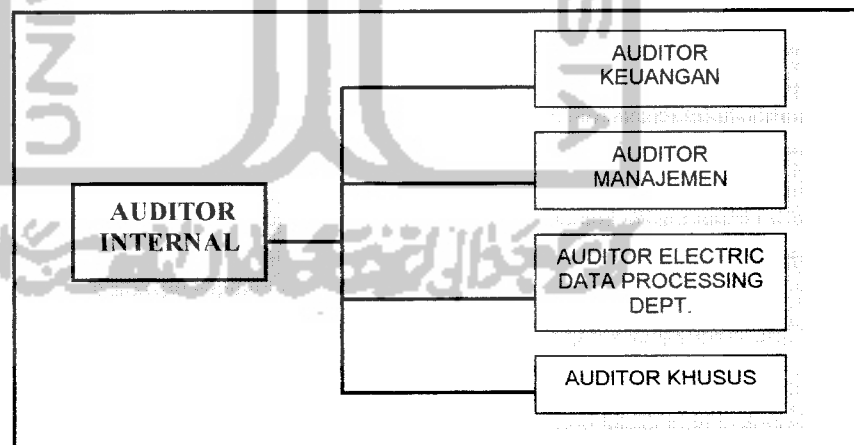 AUDITOR
KEUANGAN
AUDITOR
MANAJEMEN
AUDITOR
INTERNAL
AUDITOR ELECTRIC
DATA PROCESSING
DEPT.
AUDITOR KHUSUS